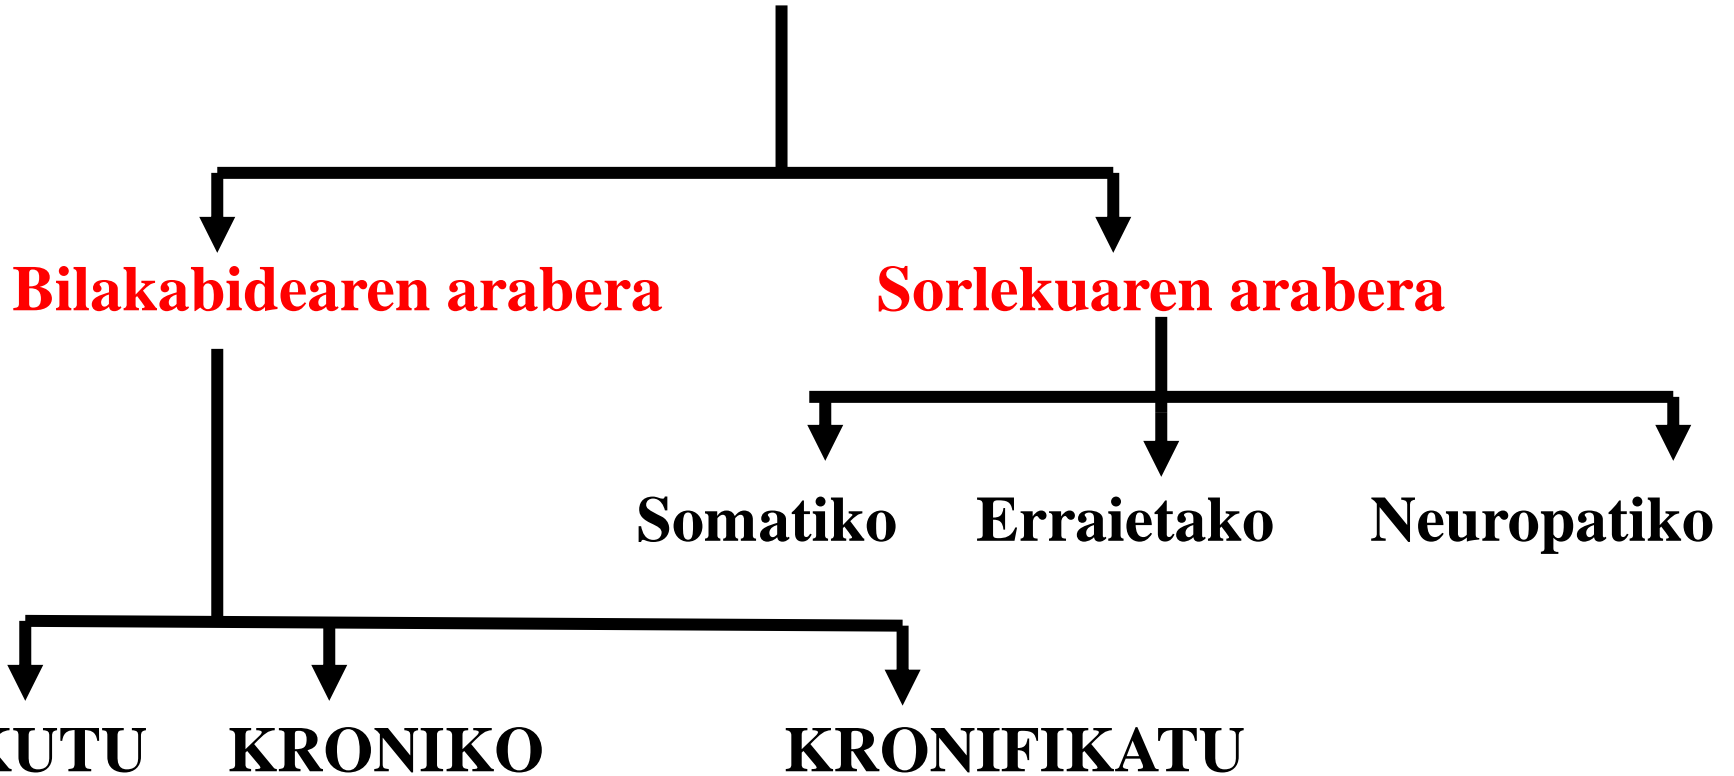 Bilakabidearen arabera Sorlekuaren arabera
Somatiko Erraietako Neuropatiko
KRONIKO KRONIFIKATU